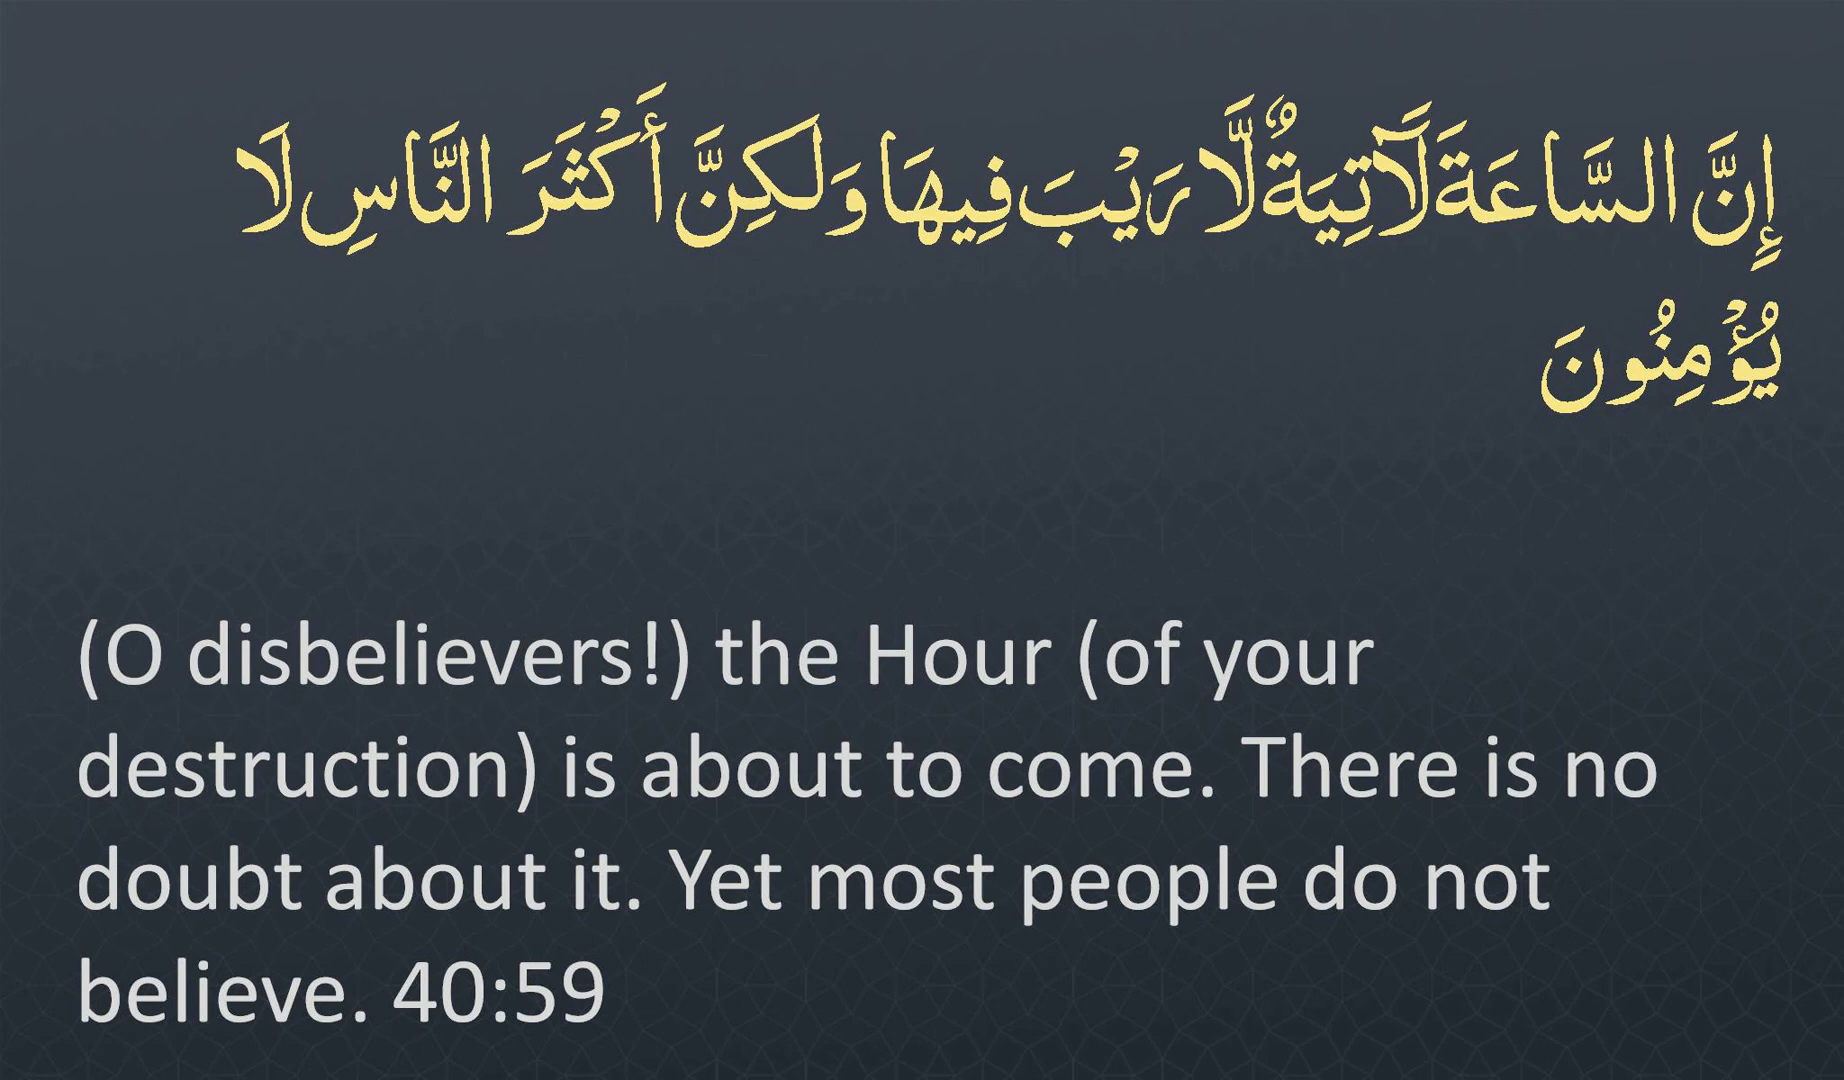 إِنَّ السَّاعَةَ لَآتِيَةٌ لَّا رَيْبَ فِيهَا وَلَكِنَّ أَكْثَرَ النَّاسِ لَا
يُؤْمِنُونَ
(O disbelievers!) the Hour (of your
destruction) is about to come. There is no
doubt about it. Yet most people do not
believe. 40:59